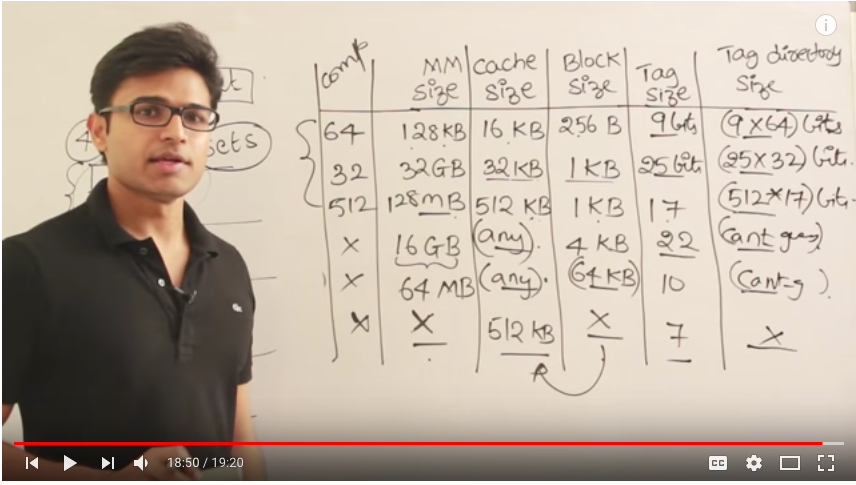 comp MM Size Cache Size Block Size Tag Size Tag directory Size
64 128KB 16 KB 256 B 9 bits (9 X 64) bits
32 32GB 32KB 1 KB 25 bits (25 X 32) bit.
512 128mB 512 KB 1KB 17 (512 * 17) bits.
X 16 GB (any). 4 KB 22 (Cant guess)
X 64 MB (any). (64 KB) 10 (Cant-g).
X X 512 KB X 7 X
4
sets
18:50 / 19:20
CC